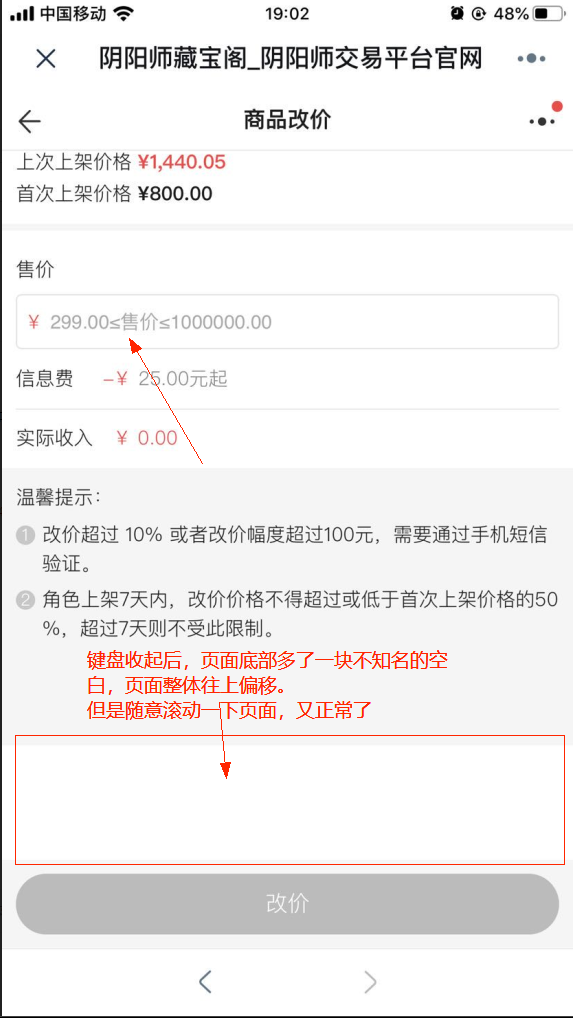 中国移动 19:02 48%
阴阳师藏宝阁_阴阳师交易平台官网
商品改价
上次上架价格 ¥1,440.05
首次上架价格 ¥800.00
售价
¥ 299.00≤售价≤1000000.00
信息费 -¥ 25.00元起
实际收入 ¥ 0.00
温馨提示：
1 改价超过 10% 或者改价幅度超过100元，需要通过手机短信
验证。
2 角色上架7天内，改价价格不得超过或低于首次上架价格的50
%，超过7天则不受此限制。
键盘收起后，页面底部多了一块不知名的空
白，页面整体往上偏移。
但是随意滚动一下页面，又正常了
改价